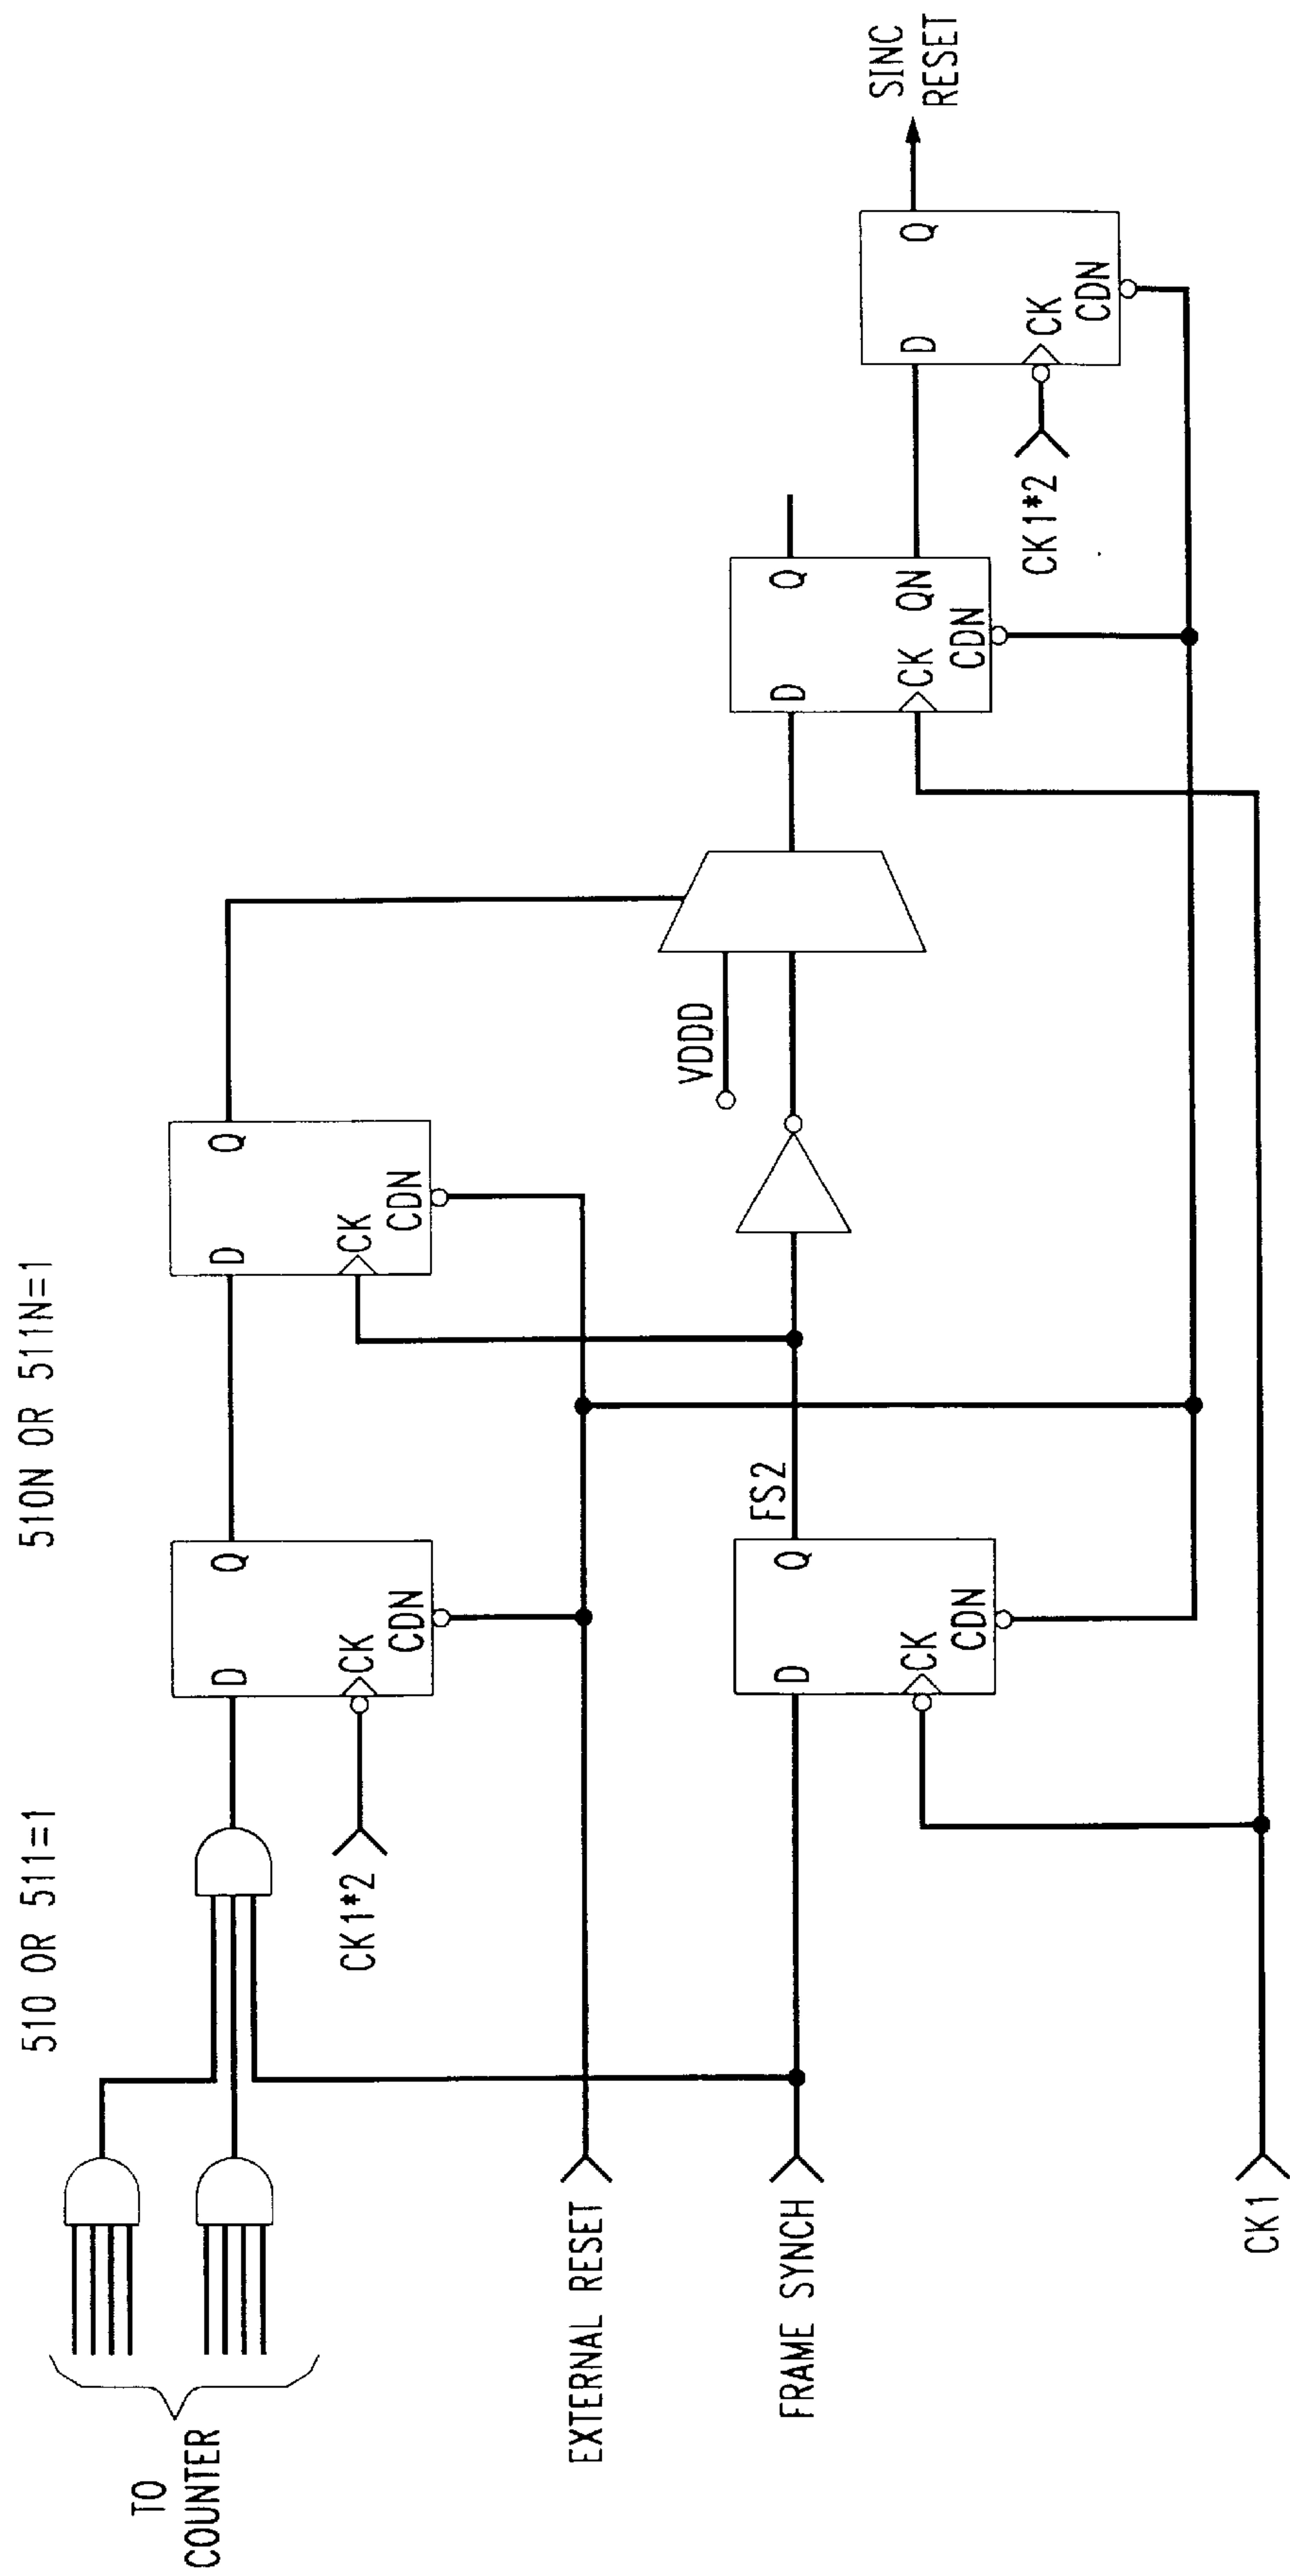 510 OR 511=1
510N OR 511N=1
TO
COUNTER
D
Q
CK
CDN
CK1*2
D
Q
CK
CDN
EXTERNAL RESET
FRAME SYNCH
D
Q
FS2
CK
CDN
VDDD
D
Q
CK
QN
CDN
CK1*2
D
Q
CK
CDN
SINC
RESET
CK1